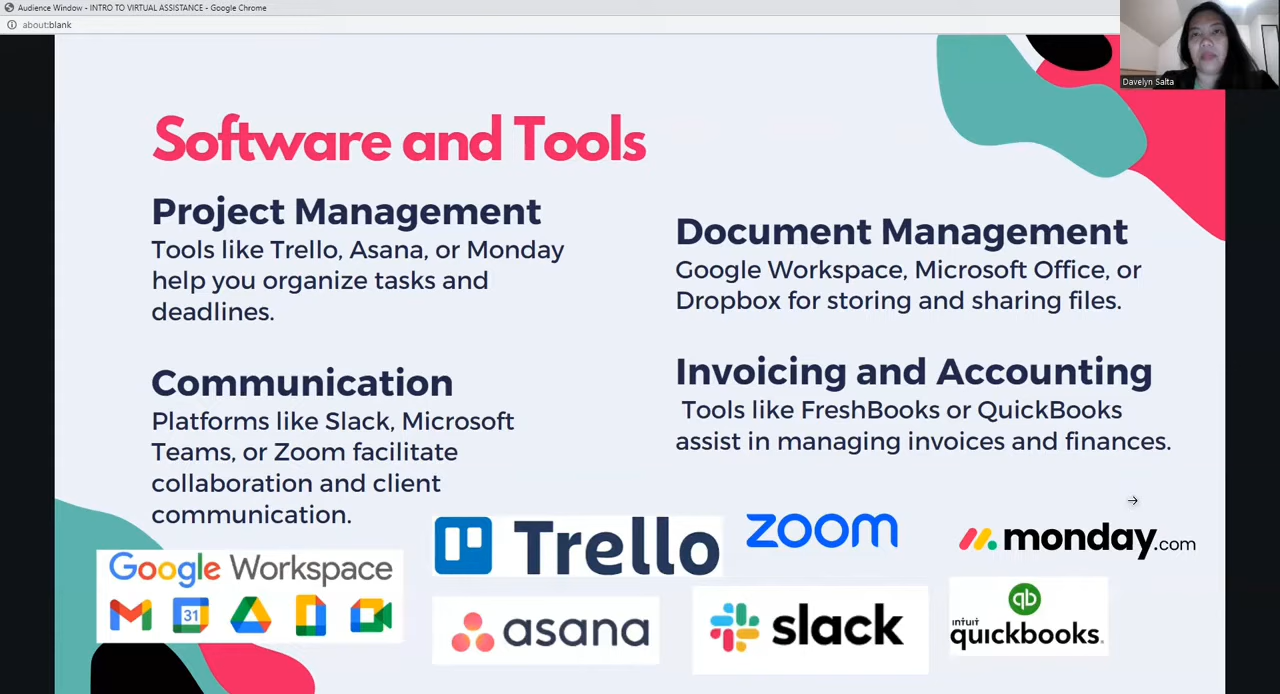 Audience Window - INTRO TO VIRTUAL ASSISTANCE - Google Chrome
about:blank
Davelyn Salta
Software and Tools
Project Management
Tools like Trello, Asana, or Monday
help you organize tasks and
deadlines.
Communication
Platforms like Slack, Microsoft
Teams, or Zoom facilitate
collaboration and client
communication.
Document Management
Google Workspace, Microsoft Office, or
Dropbox for storing and sharing files.
Invoicing and Accounting
Tools like FreshBooks or QuickBooks
assist in managing invoices and finances.
Google Workspace
31
Trello
zoom
monday.com
asana
slack
qb
intuit
quickbooks.